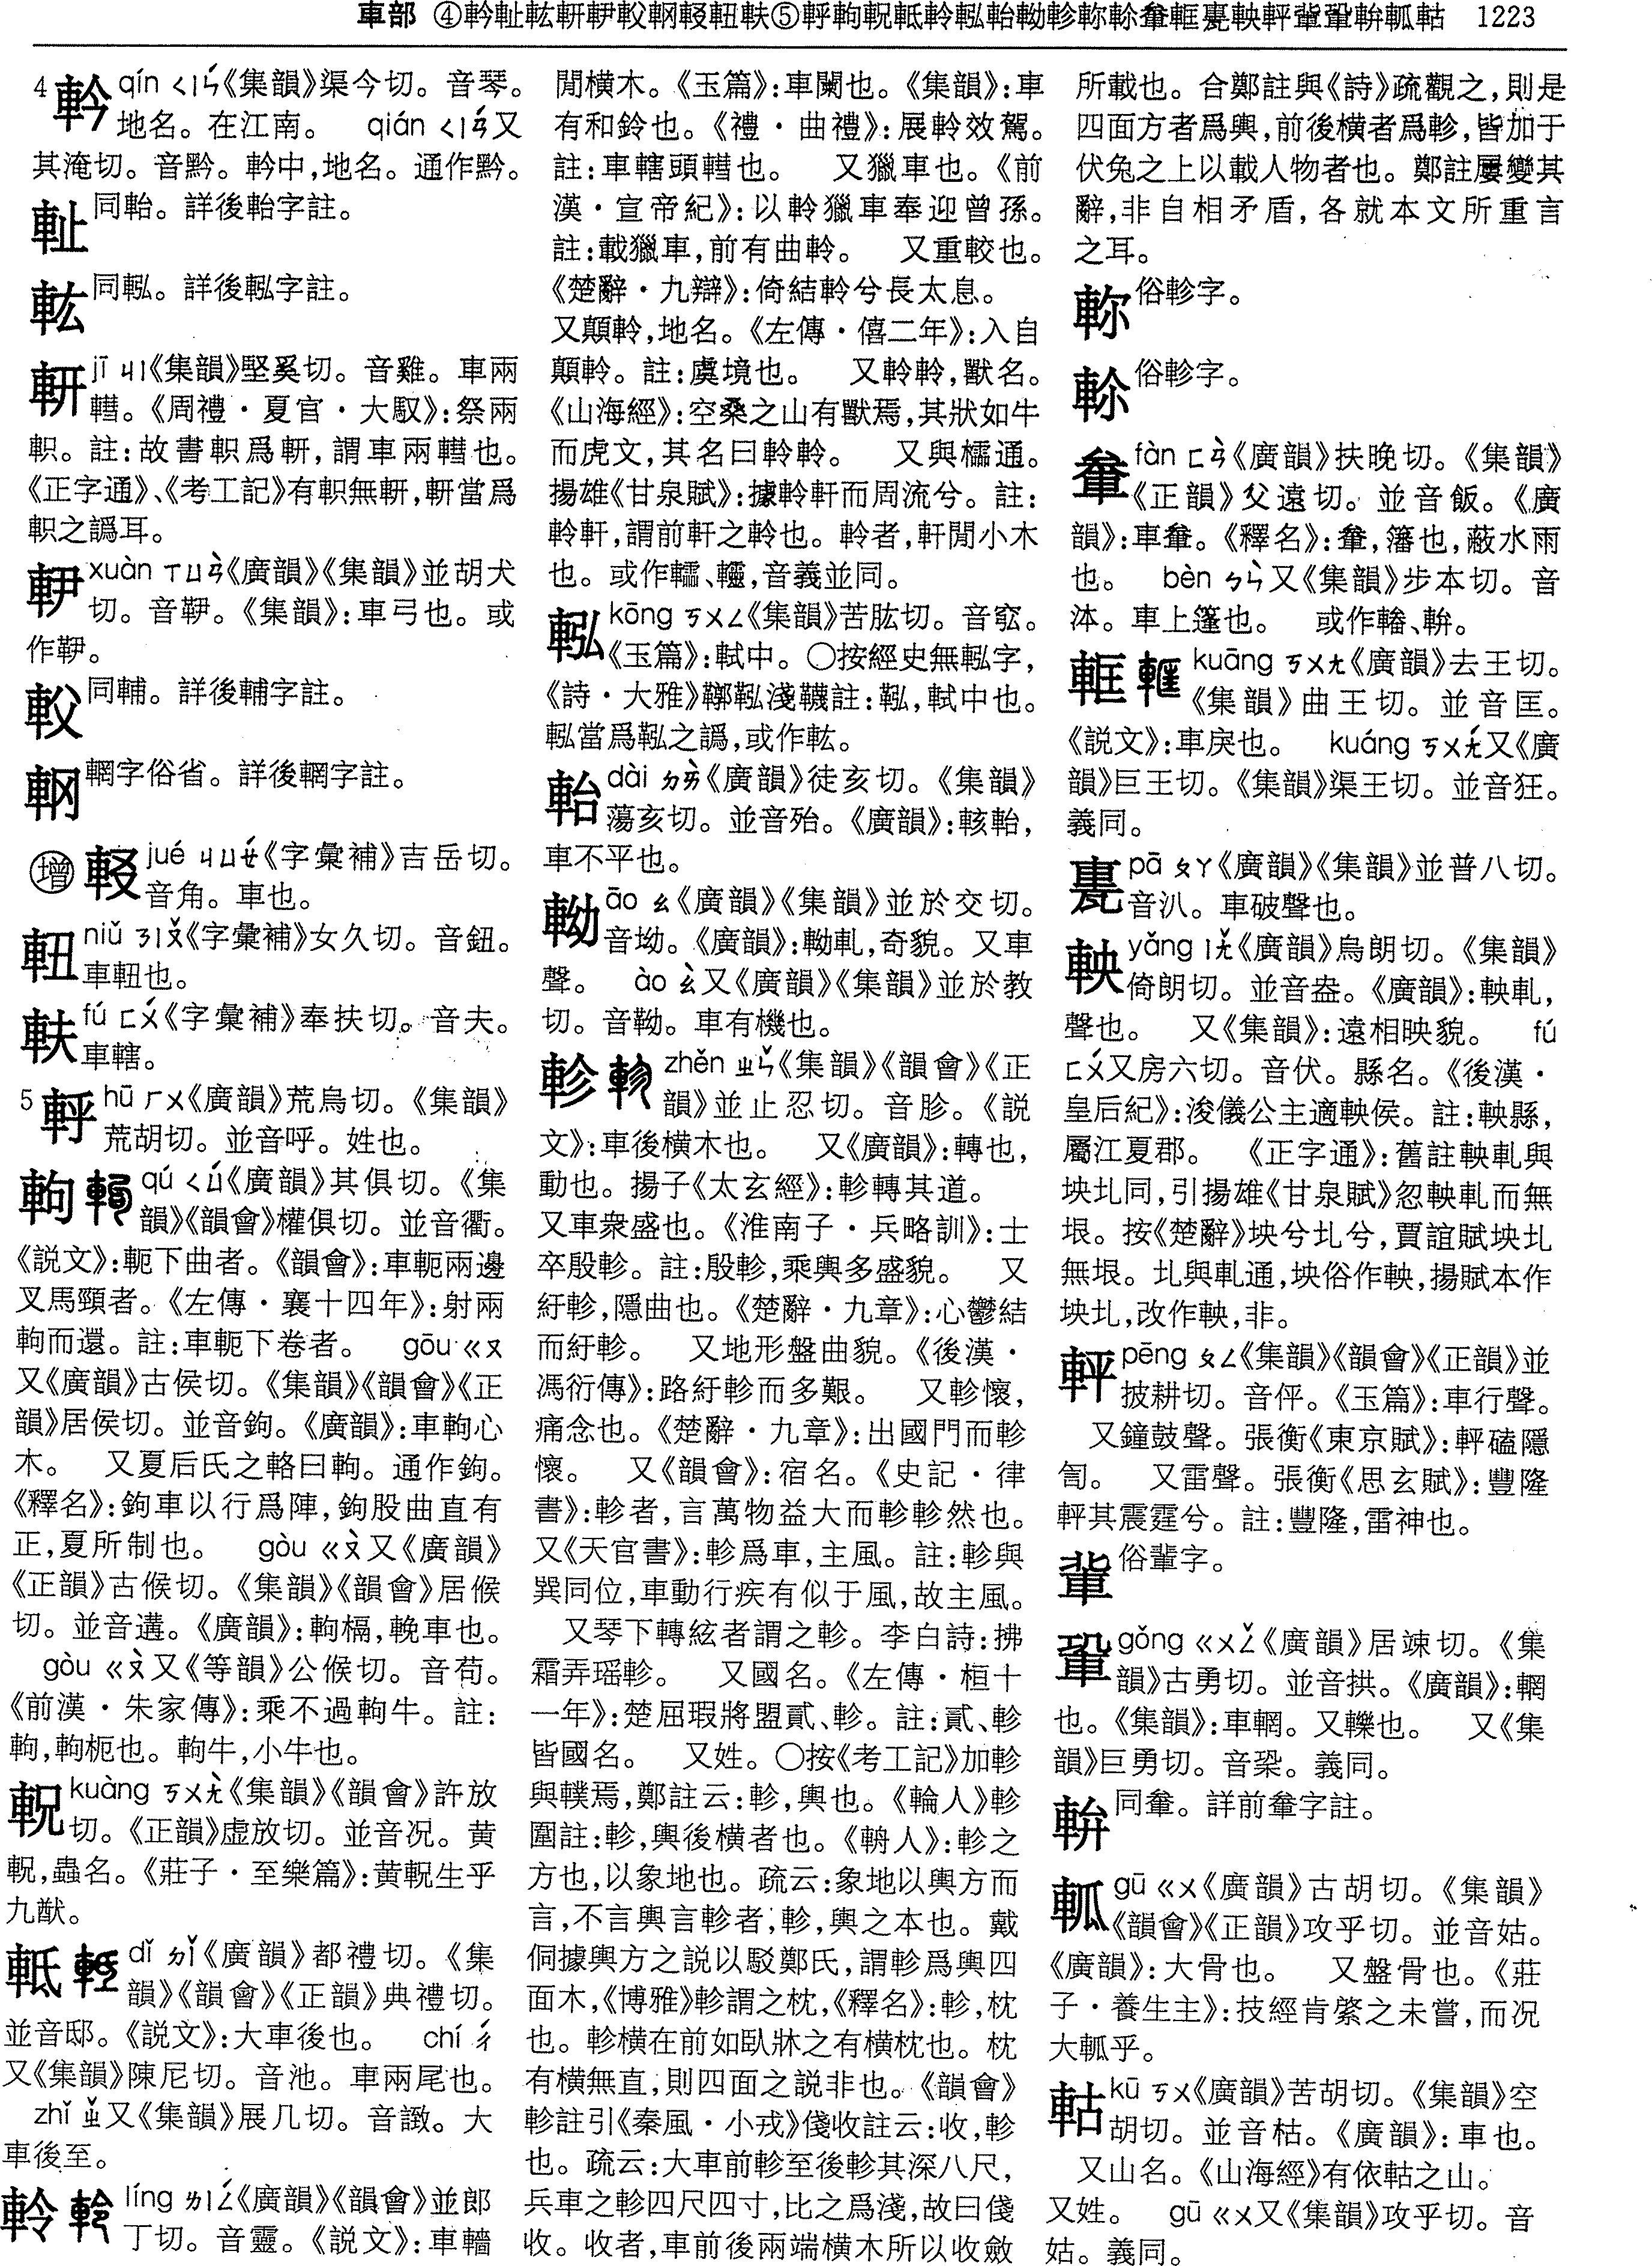 車部 ④軡⑤軤軥軦軧軨軩軪軫軬軭軮軯軰軱軲 1223
4 軡 qín ㄑㄧㄣˊ《集韻》渠今切。音琴。
地名。在江南。 qián ㄑㄧㄢˊ又
其淹切。音黔。軡中,地名。通作黔。
同軩。詳後軩字註。
同。詳後字註。
jī ㄐㄧ《集韻》堅奚切。音雞。車兩
轊。《周禮·夏官·大馭》:祭兩
軹。註:故書軹爲,謂車兩轊也。
《正字通》、《考工記》有軹無,當爲
軹之譌耳。
xuàn ㄒㄩㄢˋ《廣韻》《集韻》並胡犬
切。音。《集韻》:車弓也。或
作。
同輔。詳後輔字註。
輞字俗省。詳後輞字註。
增 jué ㄐㄩㄝˊ《字彙補》吉岳切。
音角。車也。
niǔ ㄋㄧㄡˇ《字彙補》女久切。音鈕。
車也。
fú ㄈㄨˊ《字彙補》奉扶切。音夫。
車轄。
5 軤 hū ㄏㄨ《廣韻》荒烏切。《集韻》
荒胡切。並音呼。姓也。
軥 qú ㄑㄩˊ《廣韻》其俱切。《集
韻》《韻會》權俱切。並音衢。
《説文》:軛下曲者。《韻會》:車軛兩邊
叉馬頸者。《左傳·襄十四年》:射兩
軥而還。註:車軛下卷者。 gōu ㄍㄡ
又《廣韻》古侯切。《集韻》《韻會》《正
韻》居侯切。並音鉤。《廣韻》:車軥心
木。 又夏后氏之輅曰軥。通作鉤。
《釋名》:鉤車以行爲陣,鉤股曲直有
正,夏所制也。 gòu ㄍㄡˋ又《廣韻》
《正韻》古候切。《集韻》《韻會》居候
切。並音遘。《廣韻》:軥槅,輓車也。
gòu ㄍㄡˋ又《等韻》公候切。音苟。
《前漢·朱家傳》:乘不過軥牛。註:
軥,軥枙也。軥牛,小牛也。
軦 kuàng ㄎㄨㄤˋ《集韻》《韻會》許放
切。《正韻》虚放切。並音況。黄
軦,蟲名。《莊子·至樂篇》:黄軦生乎
九猷。
軧 dǐ ㄉㄧˇ《廣韻》都禮切。《集
韻》《韻會》《正韻》典禮切。
並音邸。《説文》:大車後也。 chí ㄔˊ
又《集韻》陳尼切。音池。車兩尾也。
zhǐ ㄓˇ又《集韻》展几切。音緻。大
車後至。
軨 líng ㄌㄧㄥˊ《廣韻》《韻會》並郎
丁切。音靈。《説文》:車轖
閒横木。《玉篇》:車闌也。《集韻》:車
有和鈴也。《禮·曲禮》:展軨效駕。
註:車轄頭轊也。 又獵車也。《前
漢·宣帝紀》:以軨獵車奉迎曾孫。
註:載獵車,前有曲軨。 又重較也。
《楚辭·九辯》:倚結軨兮長太息。
又顛軨,地名。《左傳·僖二年》:入自
顛軨。註:虞境也。 又軨軨,獸名。
《山海經》:空桑之山有獸焉,其狀如牛
而虎文,其名曰軨軨。 又與櫺通。
揚雄《甘泉賦》:據軨軒而周流兮。註:
軨軒,謂前軒之軨也。軨者,軒閒小木
也。或作轜、,音義並同。
kōng ㄎㄨㄥ《集韻》苦肱切。音。
《玉篇》:軾中。○按經史無字,
《詩·大雅》鞹鞃淺幭註:鞃,軾中也。
當爲鞃之譌,或作。
軩 dài ㄉㄞˋ《廣韻》徒亥切。《集韻》
蕩亥切。並音殆。《廣韻》:輆軩,
車不平也。
軪 āo ㄠ《廣韻》《集韻》並於交切。
音坳。《廣韻》:軪軋,奇貌。又車
聲。 ào ㄠˋ又《廣韻》《集韻》並於教
切。音靿。車有機也。
軫 zhěn ㄓㄣˇ《集韻》《韻會》《正
韻》並止忍切。音胗。《説
文》:車後横木也。 又《廣韻》:轉也,
動也。揚子《太玄經》:軫轉其道。
又車衆盛也。《淮南子·兵略訓》:士
卒殷軫。註:殷軫,乘輿多盛貌。 又
紆軫,隱曲也。《楚辭·九章》:心鬱結
而紆軫。 又地形盤曲貌。《後漢·
馮衍傳》:路紆軫而多艱。 又軫懷,
痛念也。《楚辭·九章》:出國門而軫
懷。 又《韻會》:宿名。《史記·律
書》:軫者,言萬物益大而軫軫然也。
又《天官書》:軫爲車,主風。註:軫與
巽同位,車動行疾有似于風,故主風。
又琴下轉絃者謂之軫。李白詩:拂
霜弄瑶軫。 又國名。《左傳·桓十
一年》:楚屈瑕將盟貳、軫。註:貳、軫
皆國名。 又姓。○按《考工記》加軫
與轐焉,鄭註云:軫,輿也。《輪人》軫
圍註:軫,輿後横者也。《輈人》:軫之
方也,以象地也。疏云:象地以輿方而
言,不言輿言軫者,軫,輿之本也。戴
侗據輿方之説以駁鄭氏,謂軫爲輿四
面木,《博雅》軫謂之枕,《釋名》:軫,枕
也。軫横在前如臥牀之有横枕也。枕
有横無直,則四面之説非也。《韻會》
軫註引《秦風·小戎》俴收註云:收,軫
也。疏云:大車前軫至後軫其深八尺,
兵車之軫四尺四寸,比之爲淺,故曰俴
收。收者,車前後兩端横木所以收斂
所載也。合鄭註與《詩》疏觀之,則是
四面方者爲輿,前後横者爲軫,皆加于
伏兔之上以載人物者也。鄭註屢變其
辭,非自相矛盾,各就本文所重言
之耳。
俗軫字。
俗軫字。
軬 fàn ㄈㄢˋ《廣韻》扶晚切。《集韻》
《正韻》父遠切。並音飯。《廣
韻》:車軬。《釋名》:軬,藩也,蔽水雨
也。 bèn ㄅㄣˋ又《集韻》步本切。音
泍。車上篷也。 或作轓、。
軭 kuāng ㄎㄨㄤ《廣韻》去王切。
《集韻》曲王切。並音匡。
《説文》:車戾也。 kuáng ㄎㄨㄤˊ又《廣
韻》巨王切。《集韻》渠王切。並音狂。
義同。
pā ㄆㄚ《廣韻》《集韻》並普八切。
音汃。車破聲也。
軮 yǎng ㄧㄤˇ《廣韻》烏朗切。《集韻》
倚朗切。並音盎。《廣韻》:軮軋,
聲也。 又《集韻》:遠相映貌。 fú
ㄈㄨˊ又房六切。音伏。縣名。《後漢·
皇后紀》:浚儀公主適軮侯。註:軮縣,
屬江夏郡。 《正字通》:舊註軮軋與
坱圠同,引揚雄《甘泉賦》忽軮軋而無
垠。按《楚辭》坱兮圠兮,賈誼賦坱圠
無垠。圠與軋通,坱俗作軮,揚賦本作
坱圠,改作軮,非。
軯 pēng ㄆㄥ《集韻》《韻會》《正韻》並
披耕切。音伻。《玉篇》:車行聲。
又鐘鼓聲。張衡《東京賦》:軯磕隱
訇。 又雷聲。張衡《思玄賦》:豐隆
軯其震霆兮。註:豐隆,雷神也。
軰 俗輩字。
gǒng ㄍㄨㄥˇ《廣韻》居竦切。《集
韻》古勇切。並音拱。《廣韻》:輞
也。《集韻》:車輞。又轢也。 又《集
韻》巨勇切。音梁。義同。
同軬。詳前軬字註。
軱 gū ㄍㄨ《廣韻》古胡切。《集韻》
《韻會》《正韻》攻乎切。並音姑。
《廣韻》:大骨也。 又盤骨也。《莊
子·養生主》:技經肯綮之未嘗,而況
大軱乎。
軲 kū ㄎㄨ《廣韻》苦胡切。《集韻》空
胡切。並音枯。《廣韻》:車也。
又山名。《山海經》有依軲之山。
又姓。 gū ㄍㄨ又《集韻》攻乎切。音
姑。義同。